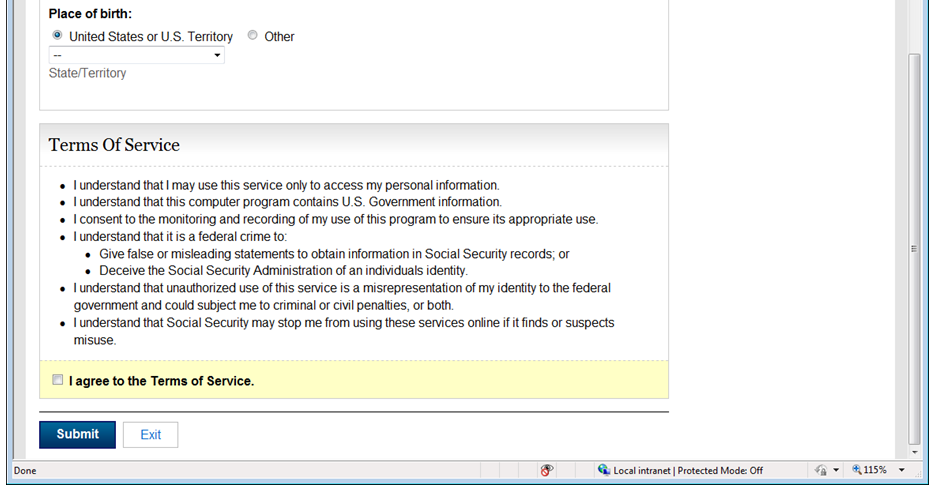 Place of birth:
United States or U.S. Territory Other
--
State/Territory
Terms Of Service
I understand that I may use this service only to access my personal information.
I understand that this computer program contains U.S. Government information.
I consent to the monitoring and recording of my use of this program to ensure its appropriate use.
I understand that it is a federal crime to:
Give false or misleading statements to obtain information in Social Security records; or
Deceive the Social Security Administration of an individuals identity.
I understand that unauthorized use of this service is a misrepresentation of my identity to the federal
government and could subject me to criminal or civil penalties, or both.
I understand that Social Security may stop me from using these services online if it finds or suspects
misuse.
I agree to the Terms of Service.
Submit Exit
Done Local intranet | Protected Mode: Off 115%